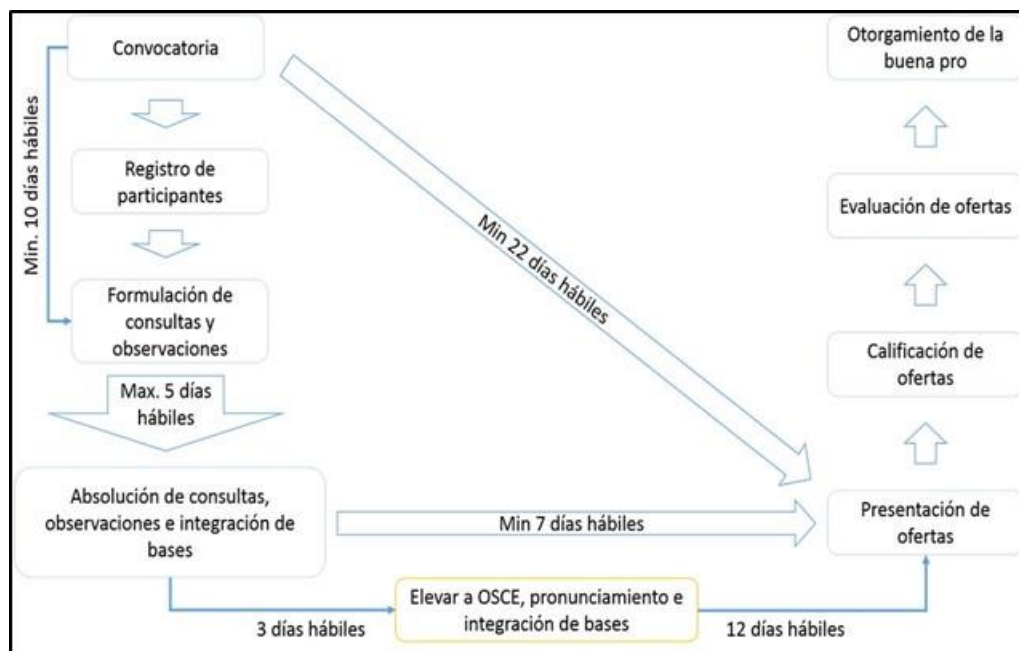 Convocatoria
Min. 10 días hábiles
Registro de
participantes
Formulación de
consultas y
observaciones
Max. 5 días
hábiles
Absolución de consultas,
observaciones e integración de
bases
Min 22 días hábiles
Min 7 días hábiles
3 días hábiles
Elevar a OSCE, pronunciamiento e
integración de bases
12 días hábiles
Presentación de
ofertas
Calificación de
ofertas
Evaluación de ofertas
Otorgamiento de la
buena pro